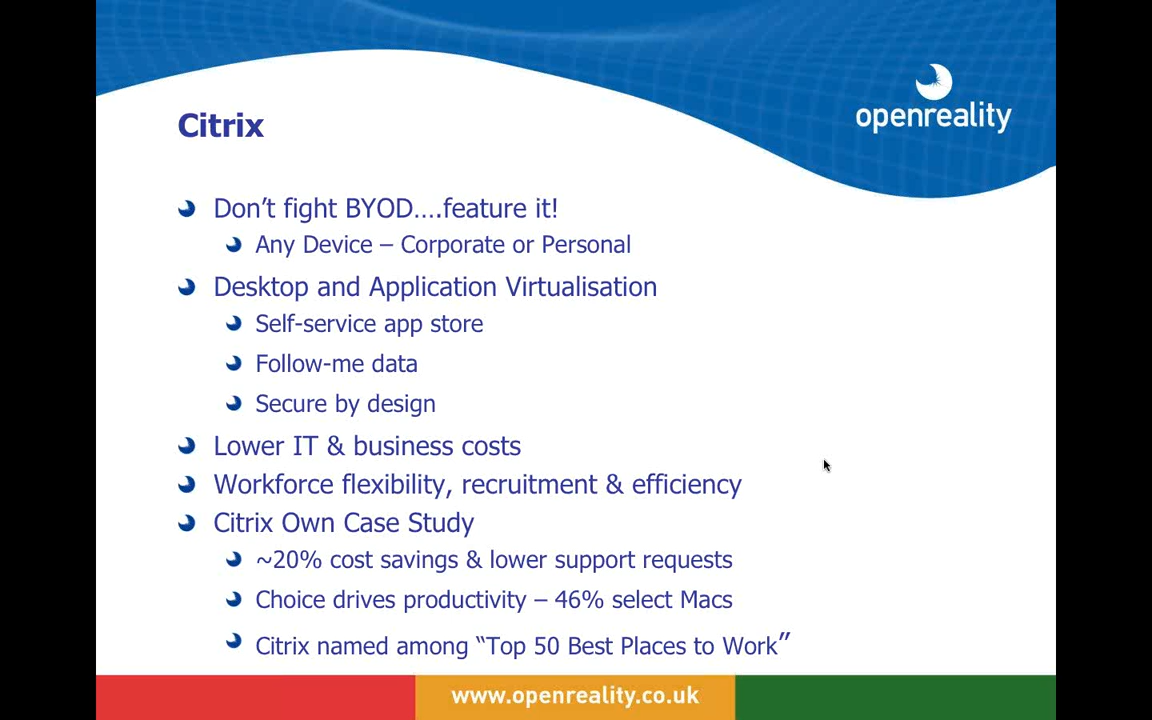 openreality
Citrix
Don’t fight BYOD….feature it!
Any Device – Corporate or Personal
Desktop and Application Virtualisation
Self-service app store
Follow-me data
Secure by design
Lower IT & business costs
Workforce flexibility, recruitment & efficiency
Citrix Own Case Study
~20% cost savings & lower support requests
Choice drives productivity – 46% select Macs
Citrix named among “Top 50 Best Places to Work”
www.openreality.co.uk